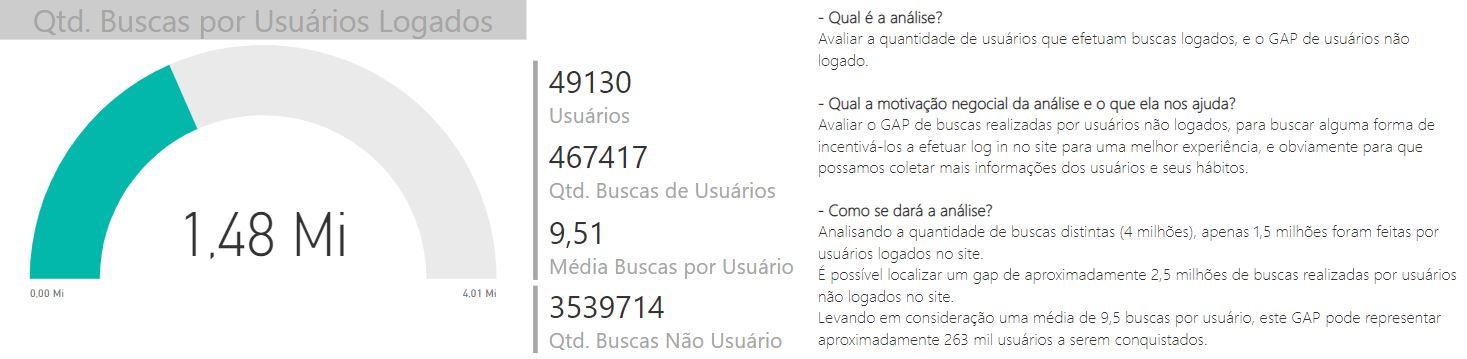 Qtd. Buscas por Usuários Logados
1,48 Mi
0,00 Mi
4,01 Mi
49130
Usuários
467417
Qtd. Buscas de Usuários
9,51
Média Buscas por Usuário
3539714
Qtd. Buscas Não Usuário
- Qual é a análise?
Avaliar a quantidade de usuários que efetuam buscas logados, e o GAP de usuários não
logado.
- Qual a motivação negocial da análise e o que ela nos ajuda?
Avaliar o GAP de buscas realizadas por usuários não logados, para buscar alguma forma de
incentivá-los a efetuar log in no site para uma melhor experiência, e obviamente para que
possamos coletar mais informações dos usuários e seus hábitos.
- Como se dará a análise?
Analisando a quantidade de buscas distintas (4 milhões), apenas 1,5 milhões foram feitas por
usuários logados no site.
É possível localizar um gap de aproximadamente 2,5 milhões de buscas realizadas por usuários
não logados no site.
Levando em consideração uma média de 9,5 buscas por usuário, este GAP pode representar
aproximadamente 263 mil usuários a serem conquistados.